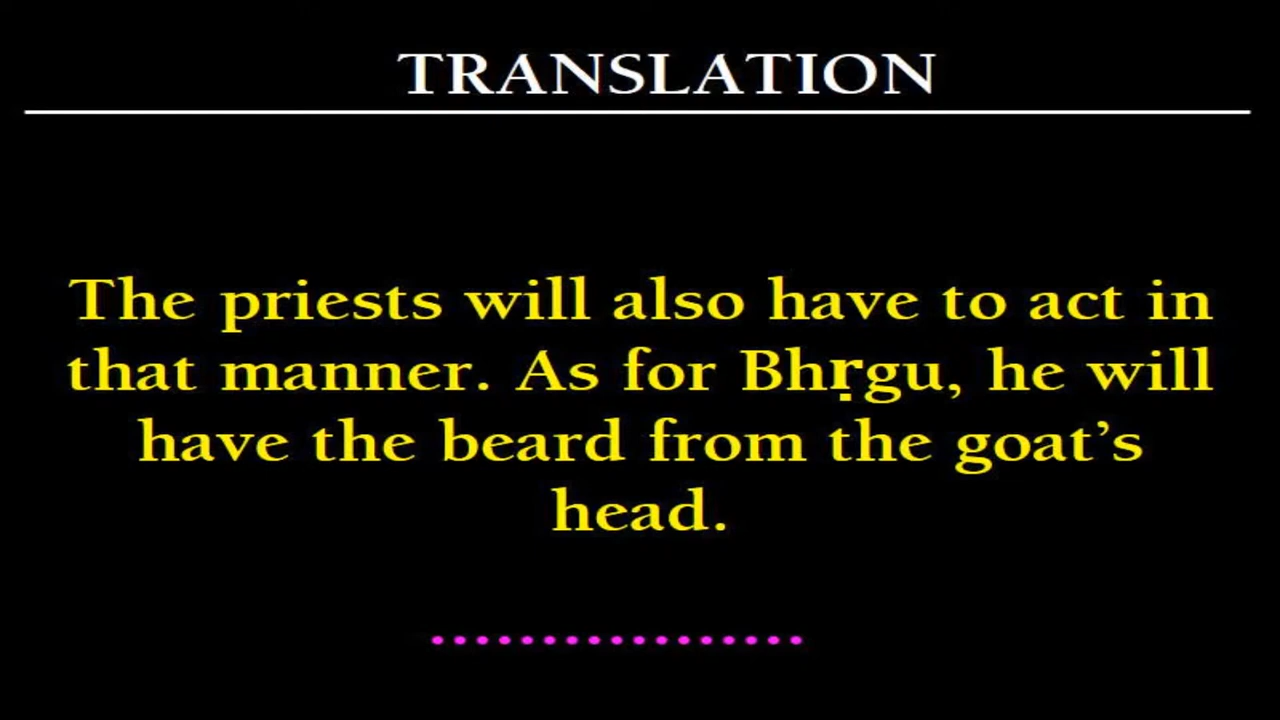 TRANSLATION
The priests will also have to act in
that manner. As for Bhṛgu, he will
have the beard from the goat’s
head.
.................